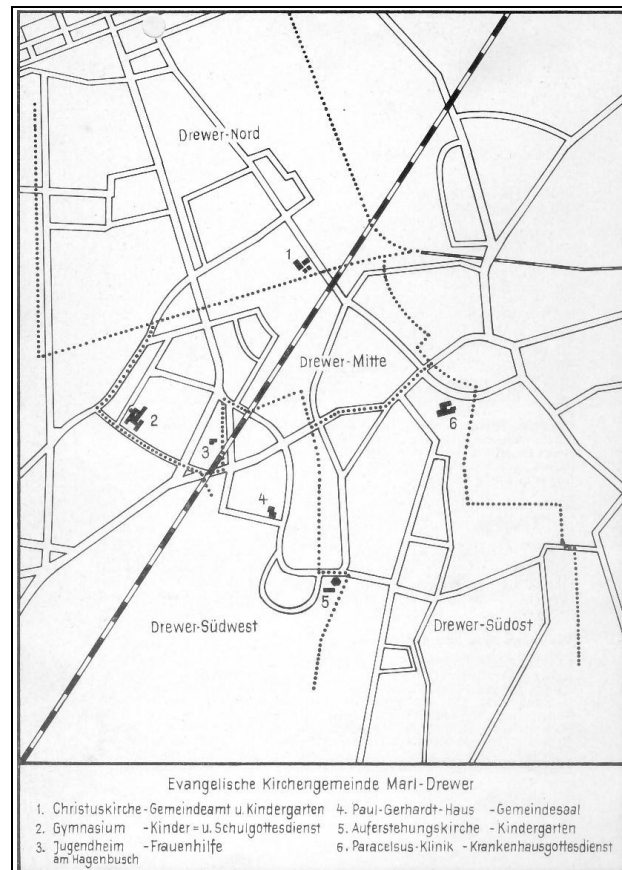 Drewer-Nord
1
Drewer-Mitte
2
3
6
4
5
Drewer-Südwest
Drewer-Südost
Evangelische Kirchengemeinde Marl-Drewer
1. Christuskirche-Gemeindeamt u. Kindergarten
2. Gymnasium - Kinder= u. Schulgottesdienst
3. Jugendheim - Frauenhilfe
am Hagenbusch
4. Paul-Gerhardt-Haus - Gemeindesaal
5. Auferstehungskirche - Kindergarten
6. Paracelsus-Klinik - Krankenhausgottesdienst